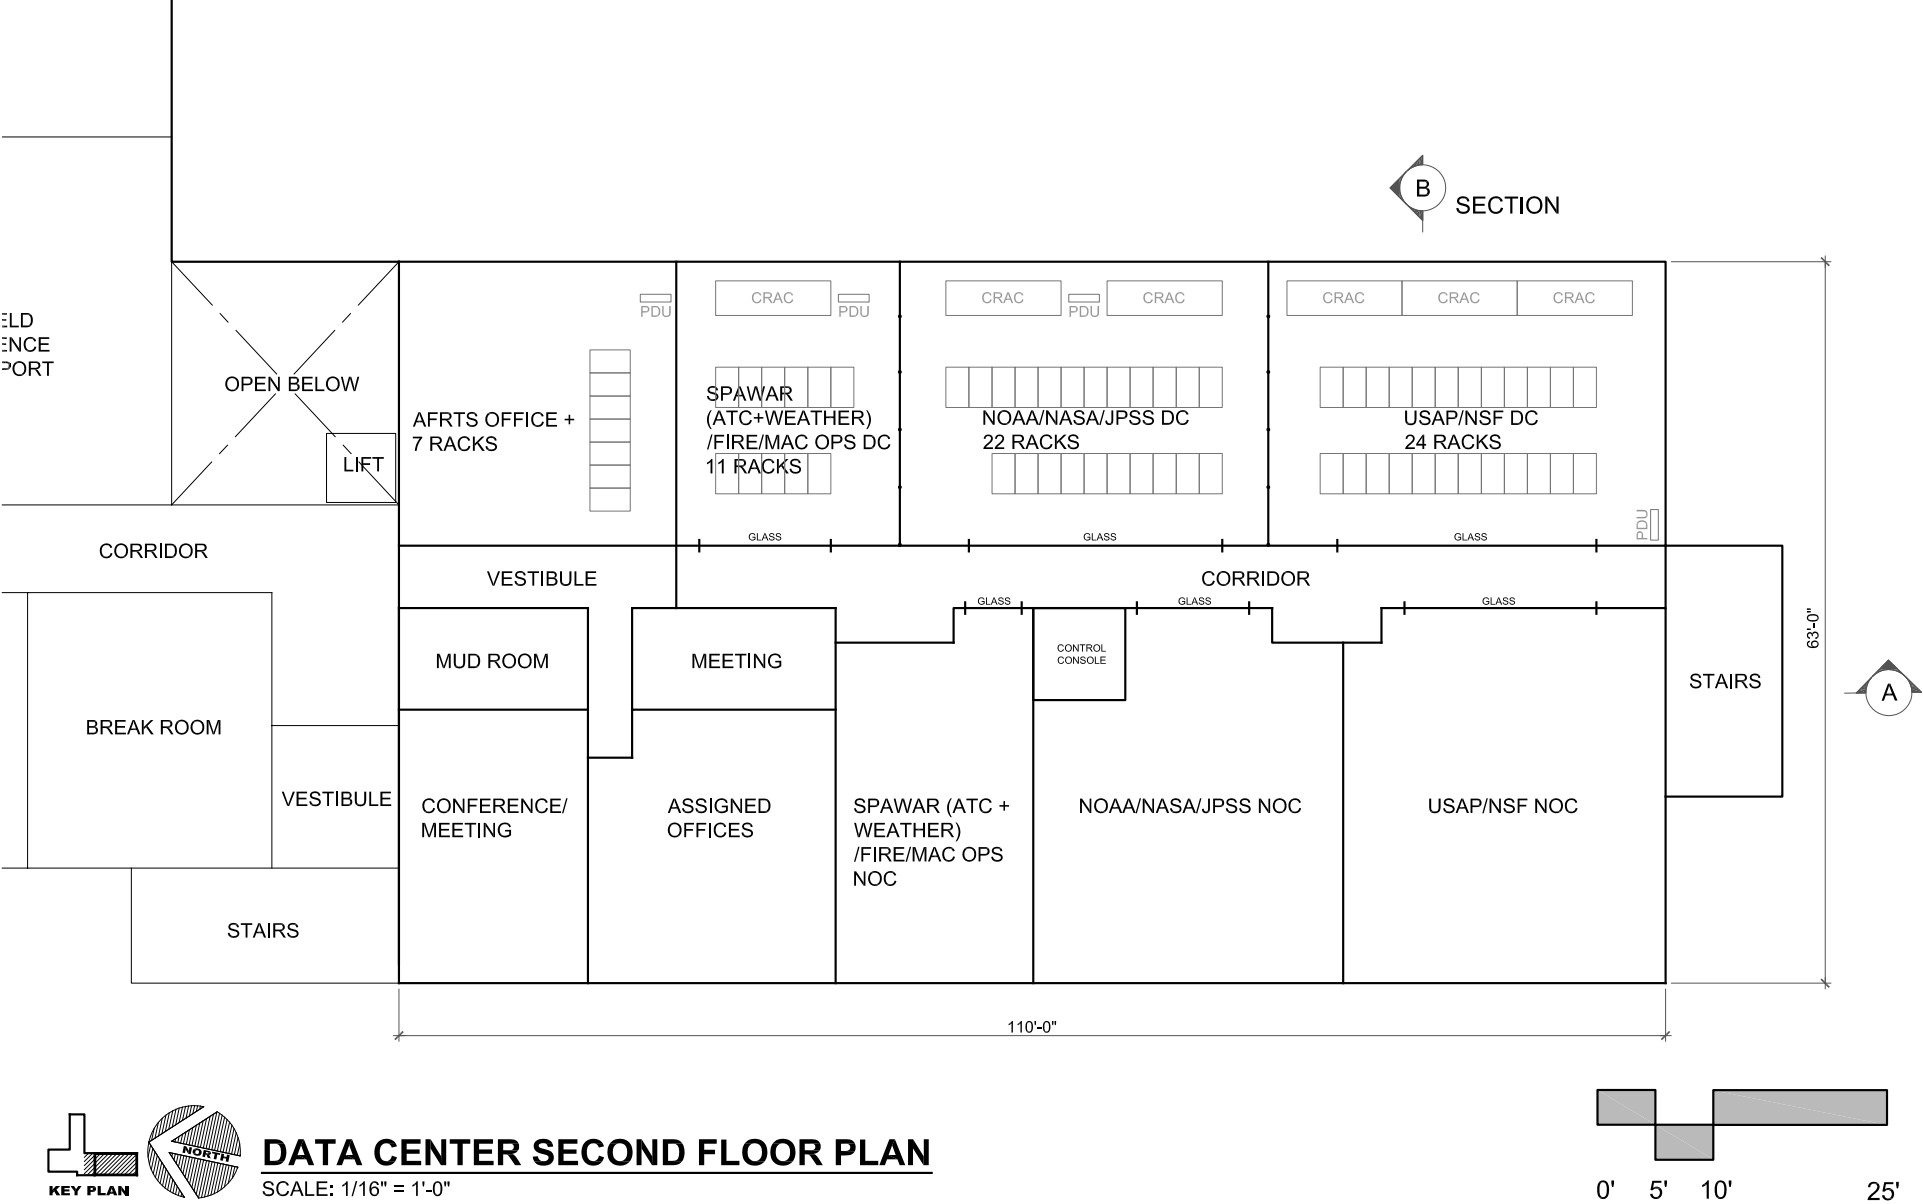 B
SECTION
CRAC
CRAC
CRAC
CRAC
CRAC
CRAC
PDU
PDU
PDU
ELD
ENCE
PORT
OPEN BELOW
LIFT
AFRTS OFFICE +
7 RACKS
SPAWAR
(ATC+WEATHER)
/FIRE/MAC OPS DC
11 RACKS
NOAA/NASA/JPSS DC
22 RACKS
USAP/NSF DC
24 RACKS
PDU
GLASS
GLASS
GLASS
CORRIDOR
VESTIBULE
CORRIDOR
GLASS
GLASS
GLASS
MUD ROOM
MEETING
CONTROL
CONSOLE
63'-0"
STAIRS
A
BREAK ROOM
VESTIBULE
CONFERENCE/
MEETING
ASSIGNED
OFFICES
SPAWAR (ATC +
WEATHER)
/FIRE/MAC OPS
NOC
NOAA/NASA/JPSS NOC
USAP/NSF NOC
STAIRS
110'-0"
KEY PLAN
NORTH
DATA CENTER SECOND FLOOR PLAN
SCALE: 1/16" = 1'-0"
0' 5' 10' 25'